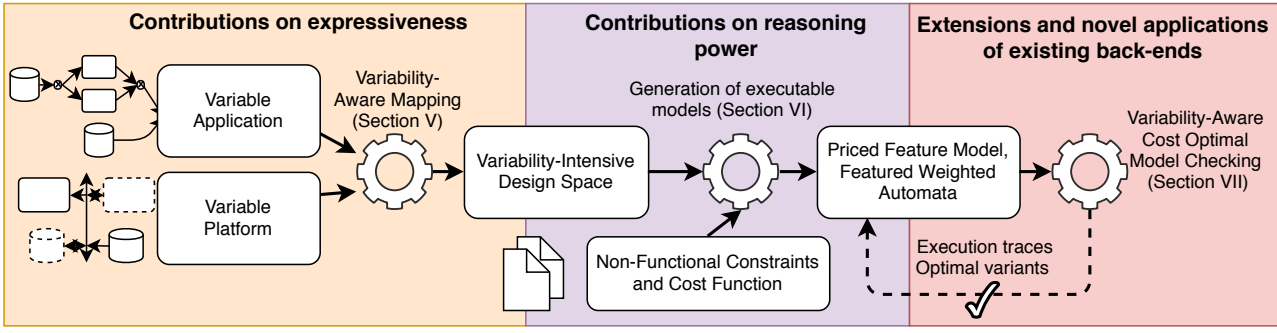 Contributions on expressiveness
Contributions on reasoning
power
Extensions and novel applications
of existing back-ends
Variable
Application
Variability-
Aware Mapping
(Section V)
Variable
Platform
Variability-Intensive
Design Space
Generation of executable
models (Section VI)
Non-Functional Constraints
and Cost Function
Priced Feature Model,
Featured Weighted
Automata
Variability-Aware
Cost Optimal
Model Checking
(Section VII)
Execution traces
Optimal variants